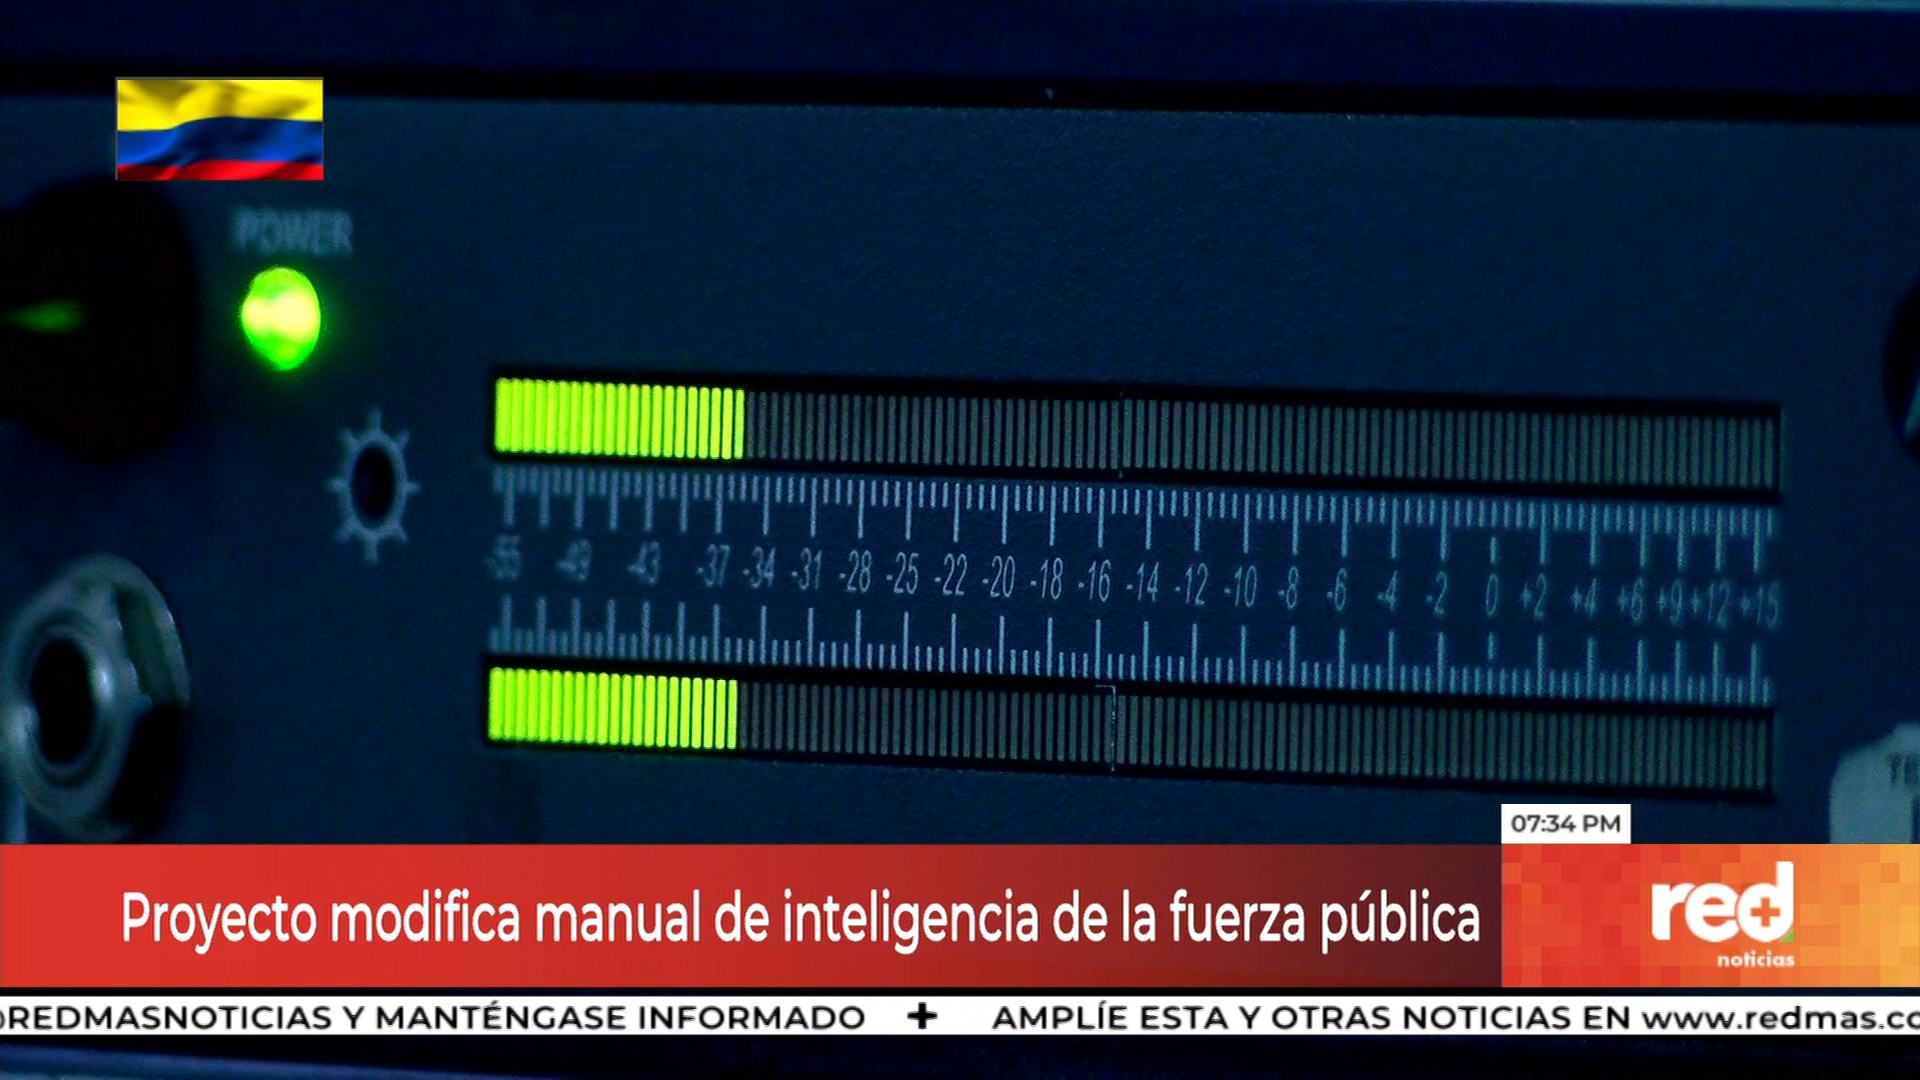 POWER
-55 -49 -43 -37 -34 -31 -28 -25 -22 -20 -18 -16 -14 -12 -10 -8 -6 -4 -2 0 +2 +4 +6 +9 +12 +15
07:34 PM
Proyecto modifica manual de inteligencia de la fuerza pública
red+
noticias
@REDMASNOTICIAS Y MANTÉNGASE INFORMADO + AMPLÍE ESTA Y OTRAS NOTICIAS EN www.redmas.co